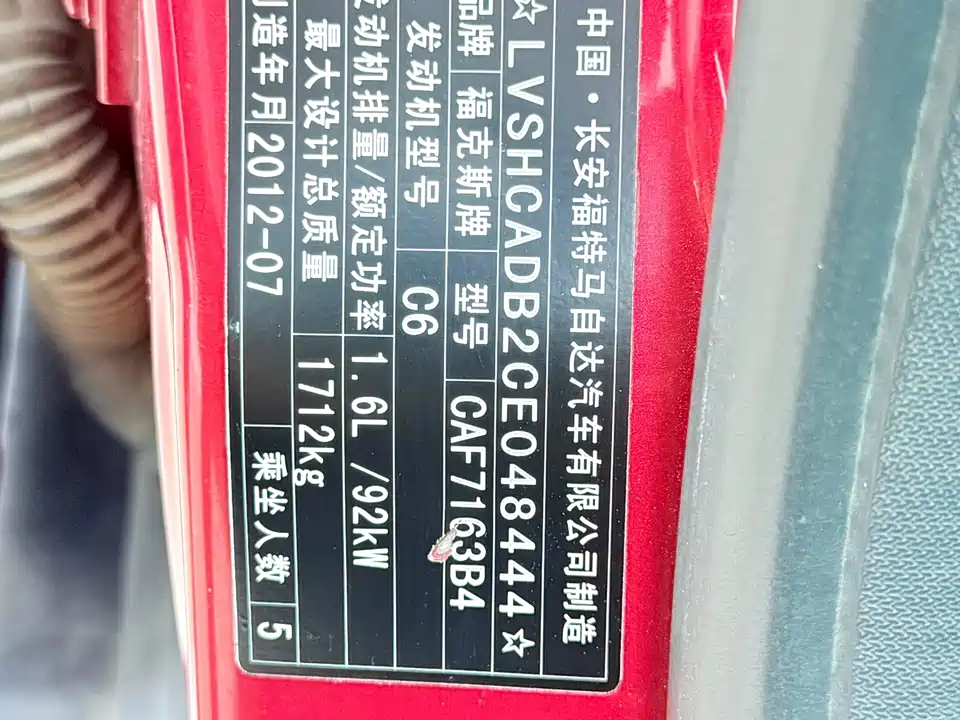 中国·长安福特马自达汽车有限公司制造
☆LVSHCADB2CE048444☆
品牌 福克斯牌 型号 CAF7163B4
发动机型号 C6
发动机排量/额定功率 1.6L /92kW
最大设计总质量 1712kg
制造年月 2012-07 乘坐人数 5